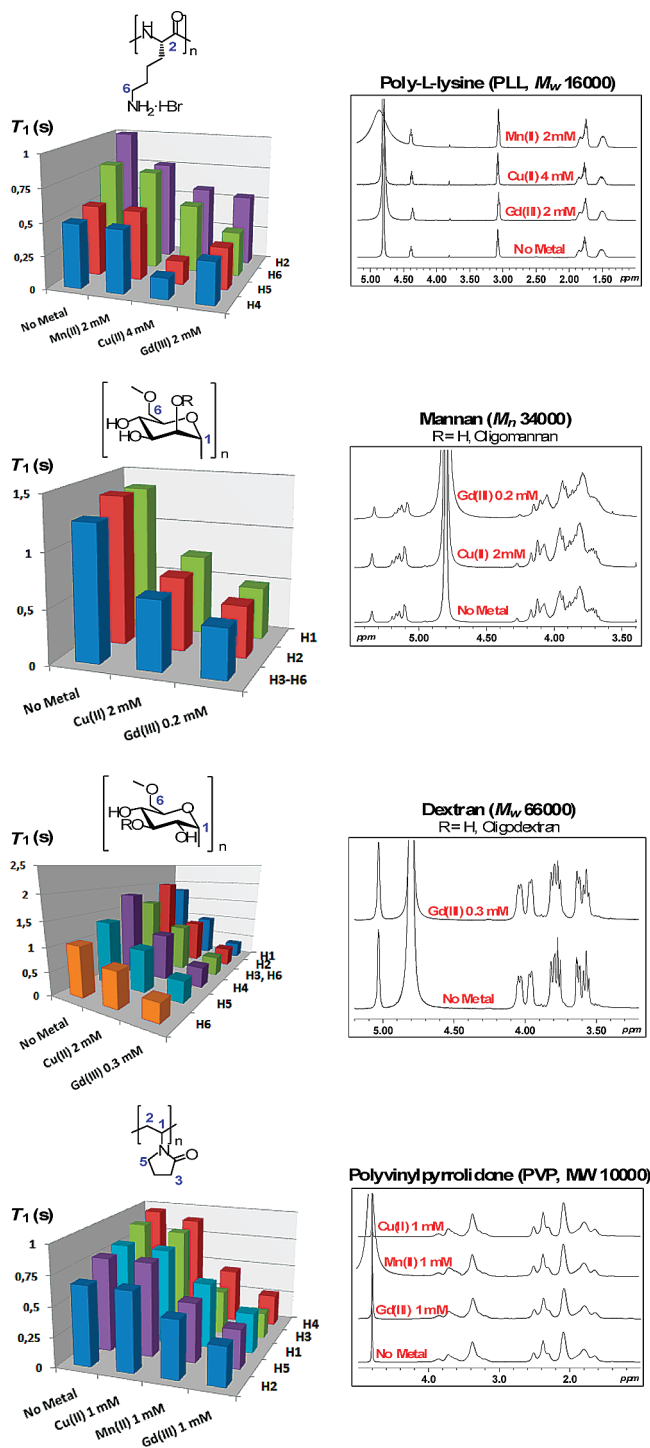 H
N
O
n
2
6
NH2·HBr
T1 (s)
1
0,75
0,5
0,25
0
No Metal
Mn(II) 2 mM
Cu(II) 4 mM
Gd(III) 2 mM
H2
H6
H5
H4
Poly-L-lysine (PLL, Mw 16000)
Mn(II) 2mM
Cu(II) 4 mM
Gd(III) 2 mM
No Metal
5.00 4.50 4.00 3.50 3.00 2.50 2.00 1.50 ppm
O
6
OR
HO
O
HO
1
n
T1 (s)
1,5
1
0,5
0
No Metal
Cu(II) 2 mM
Gd(III) 0.2 mM
H1
H2
H3-H6
Mannan (Mn 34000)
R= H, Oligomannan
Gd(III) 0.2 mM
Cu(II) 2mM
No Metal
ppm 5.00 4.50 4.00 3.50
O
6
HO
O
RO
1
OH
n
T1 (s)
2,5
2
1,5
1
0,5
0
No Metal
Cu(II) 2 mM
Gd(III) 0.3 mM
H1
H2
H3, H6
H4
H5
H6
Dextran (Mw 66000)
R= H, Oligodextran
Gd(III) 0.3 mM
No Metal
5.00 4.50 4.00 3.50 3.20 ppm
2
1
n
5
N
O
3
T1 (s)
1
0,75
0,5
0,25
0
No Metal
Cu(II) 1 mM
Mn(II) 1 mM
Gd(III) 1 mM
H4
H3
H1
H5
H2
Polyvinylpyrrolidone (PVP, MW 10000)
Cu(II) 1 mM
Mn(II) 1 mM
Gd(III) 1mM
No Metal
4.0 3.0 2.0 ppm